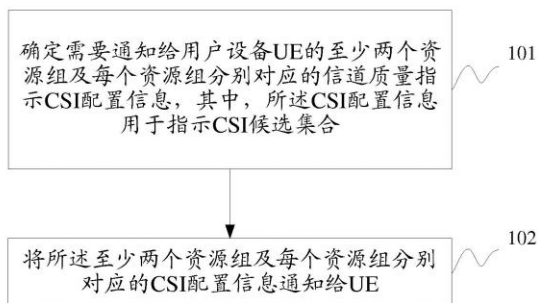 确定需要通知给用户设备UE的至少两个资
源组及每个资源组分别对应的信道质量指
示CSI配置信息，其中，所述CSI配置信息
用于指示CSI候选集合
101
将所述至少两个资源组及每个资源组分别
对应的CSI配置信息通知给UE
102